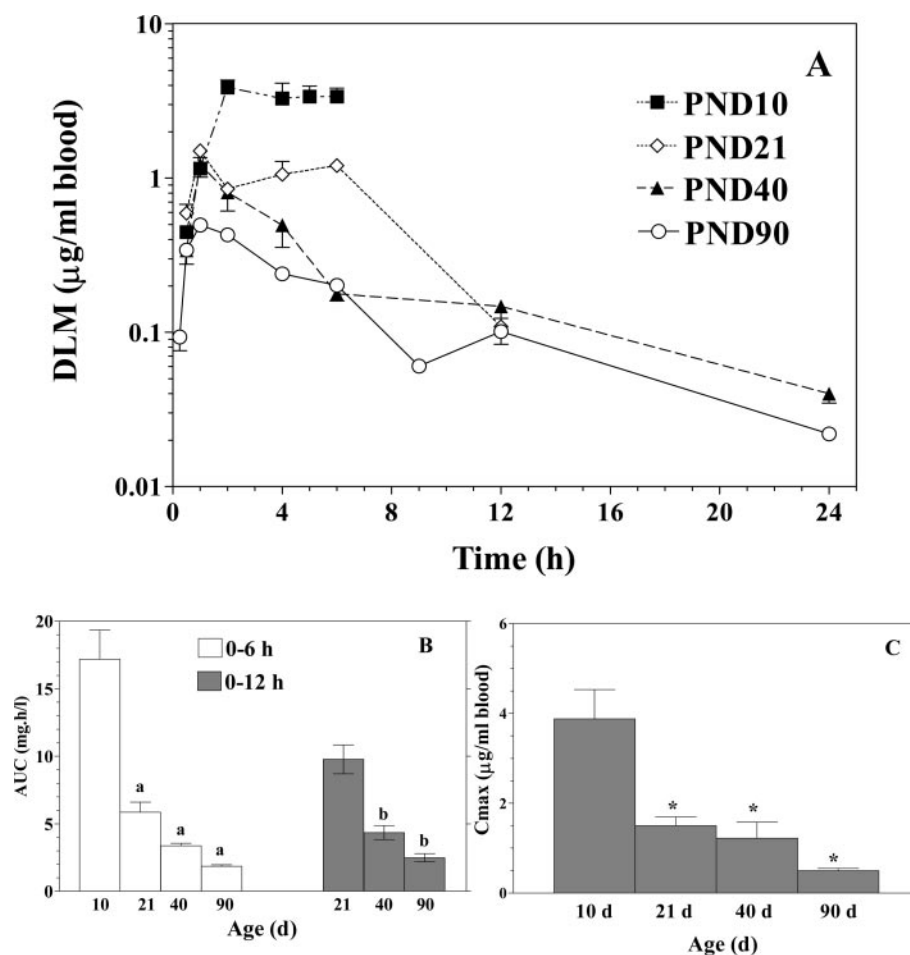 A
DLM (μg/ml blood)
10
1
0.1
0.01
PND10
PND21
PND40
PND90
0 4 8 12 16 20 24
Time (h)
B
AUC (mg.h/l)
20
15
10
5
0
0-6 h
0-12 h
a
a
a
b
b
10 21 40 90 21 40 90
Age (d)
C
Cmax (μg/ml blood)
6
4
2
0
*
*
*
10 d 21 d 40 d 90 d
Age (d)